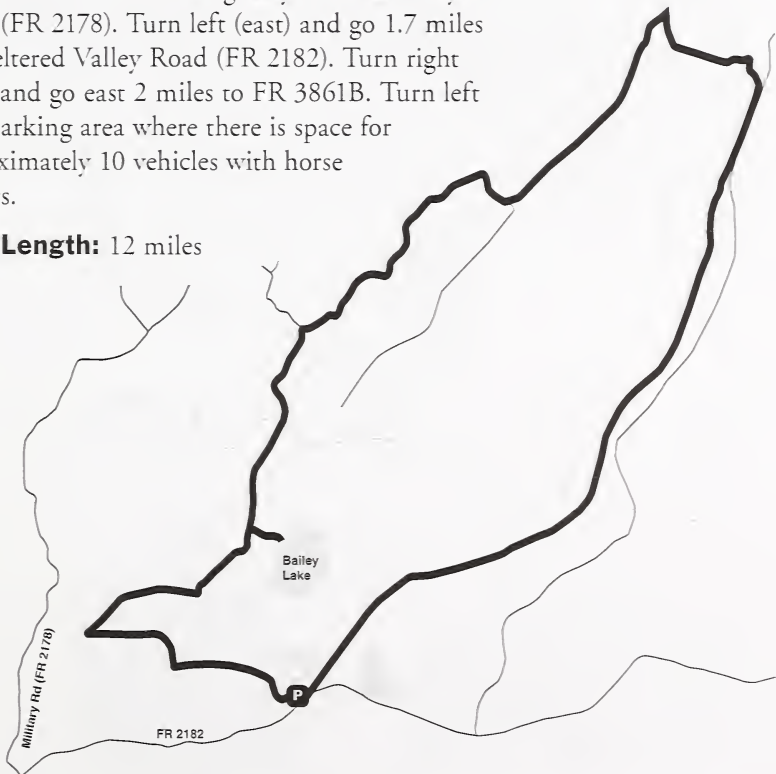 (FR 2178). Turn left (east) and go 1.7 miles
eltered Valley Road (FR 2182). Turn right
and go east 2 miles to FR 3861B. Turn left
arking area where there is space for
ximately 10 vehicles with horse
s.
Length: 12 miles
Bailey
Lake
Military Rd (FR 2178)
P
FR 2182